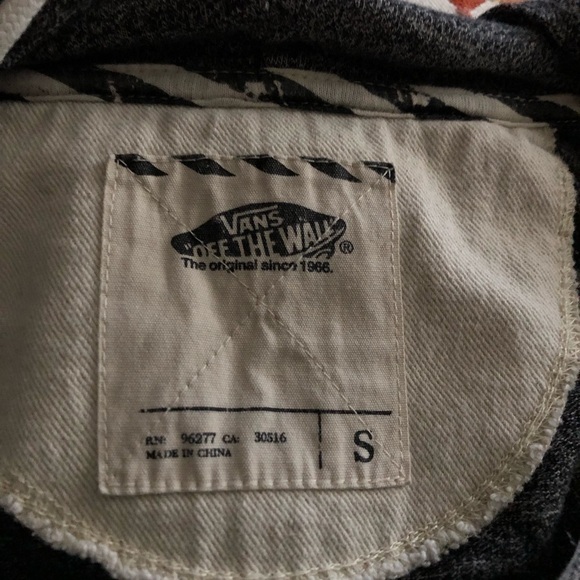 VANS
"OFF THE WALL" ®
The original since 1966.
RN: 96277 CA: 30516
MADE IN CHINA
S